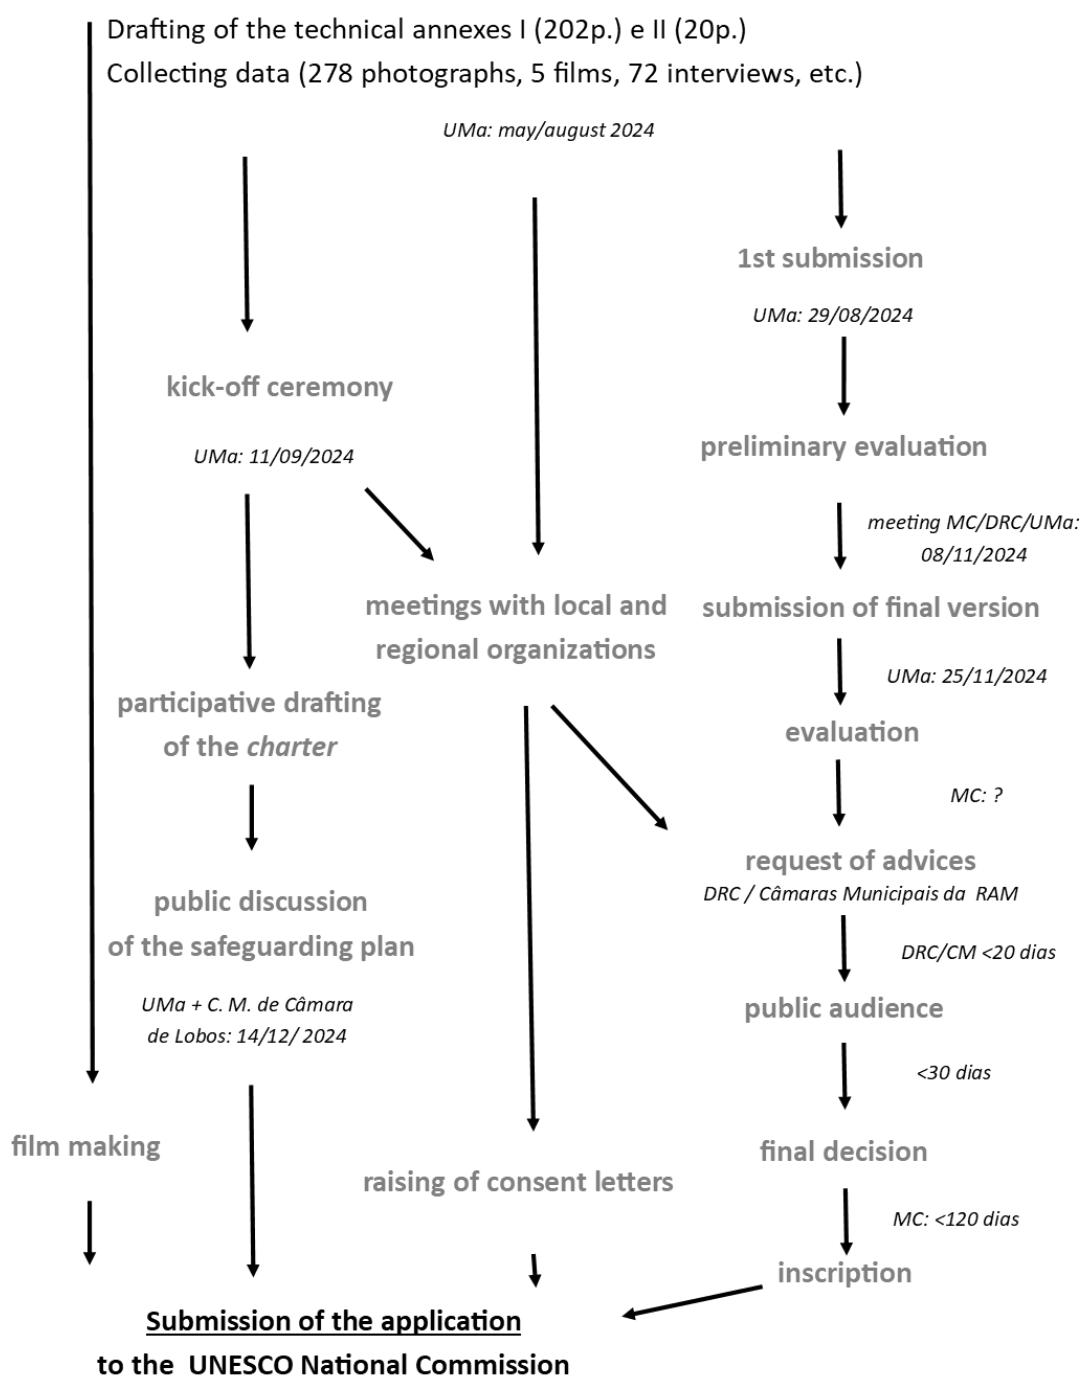 Drafting of the technical annexes I (202p.) e II (20p.)
Collecting data (278 photographs, 5 films, 72 interviews, etc.)
UMa: may/august 2024
1st submission
UMa: 29/08/2024
kick-off ceremony
UMa: 11/09/2024
preliminary evaluation
meeting MC/DRC/UMa:
08/11/2024
meetings with local and
regional organizations
submission of final version
UMa: 25/11/2024
participative drafting
of the charter
evaluation
MC: ?
request of advices
DRC / Câmaras Municipais da  RAM
public discussion
of the safeguarding plan
DRC/CM <20 dias
UMa + C. M. de Câmara
de Lobos: 14/12/ 2024
public audience
<30 dias
film making
raising of consent letters
final decision
MC: <120 dias
inscription
Submission of the application
to the  UNESCO National Commission